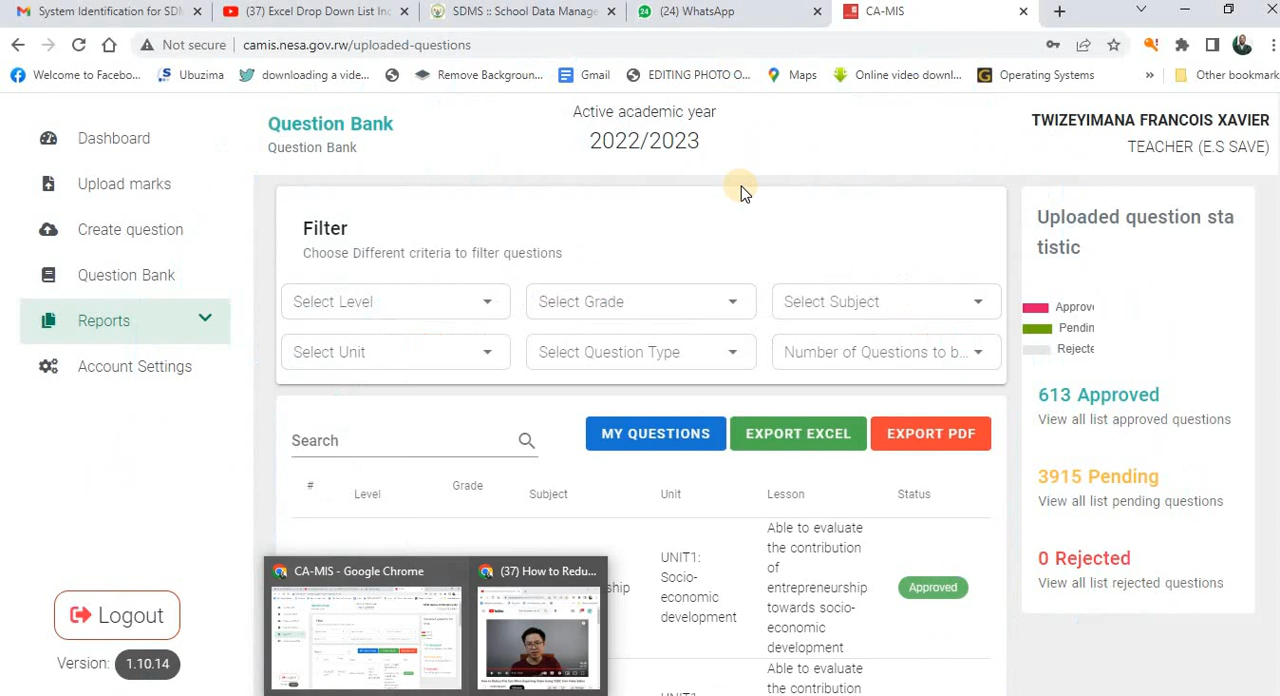 System Identification for SDM
(37) Excel Drop Down List Inc
SDMS :: School Data Manage
(24) WhatsApp
CA-MIS
Not secure
camis.nesa.gov.rw/uploaded-questions
Welcome to Facebo...
Ubuzima
downloading a vide...
Remove Backgroun...
Gmail
EDITING PHOTO O...
Maps
Online video downl...
Operating Systems
»
Other bookmark
Dashboard
Upload marks
Create question
Question Bank
Reports
Account Settings
Logout
Version: 1.10.14
Question Bank
Question Bank
Active academic year
2022/2023
TWIZEYIMANA FRANCOIS XAVIER
TEACHER (E.S SAVE)
Filter
Choose Different criteria to filter questions
Select Level
Select Grade
Select Subject
Select Unit
Select Question Type
Number of Questions to b...
Search
MY QUESTIONS
EXPORT EXCEL
EXPORT PDF
# Level Grade Subject Unit Lesson Status
ship
UNIT1:
Socio-
economic
development
Able to evaluate
the contribution
of
entrepreneurship
towards socio-
economic
development
Approved
Able to evaluate
UNIT1:
the contribution
Uploaded question sta
tistic
Approv
Pendin
Rejecte
613 Approved
View all list approved questions
3915 Pending
View all list pending questions
0 Rejected
View all list rejected questions
CA-MIS - Google Chrome
(37) How to Redu...